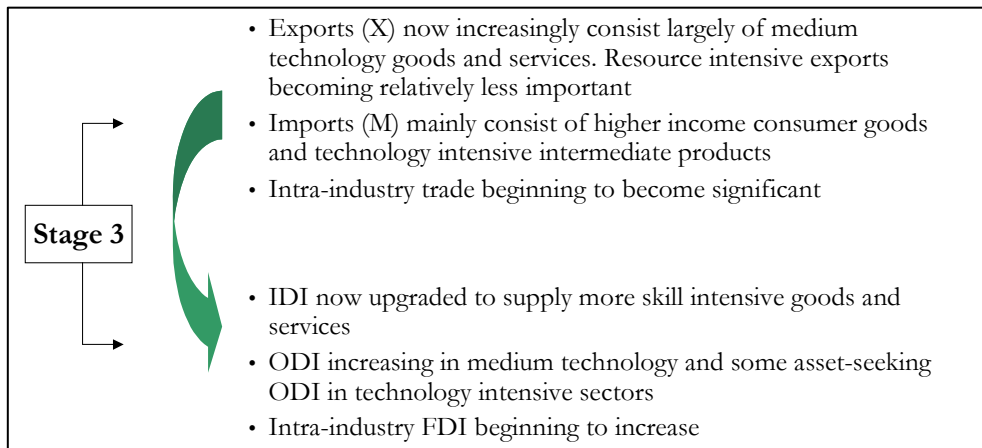 • Exports (X) now increasingly consist largely of medium
technology goods and services. Resource intensive exports
becoming relatively less important
• Imports (M) mainly consist of higher income consumer goods
and technology intensive intermediate products
• Intra-industry trade beginning to become significant
Stage 3
• IDI now upgraded to supply more skill intensive goods and
services
• ODI increasing in medium technology and some asset-seeking
ODI in technology intensive sectors
• Intra-industry FDI beginning to increase